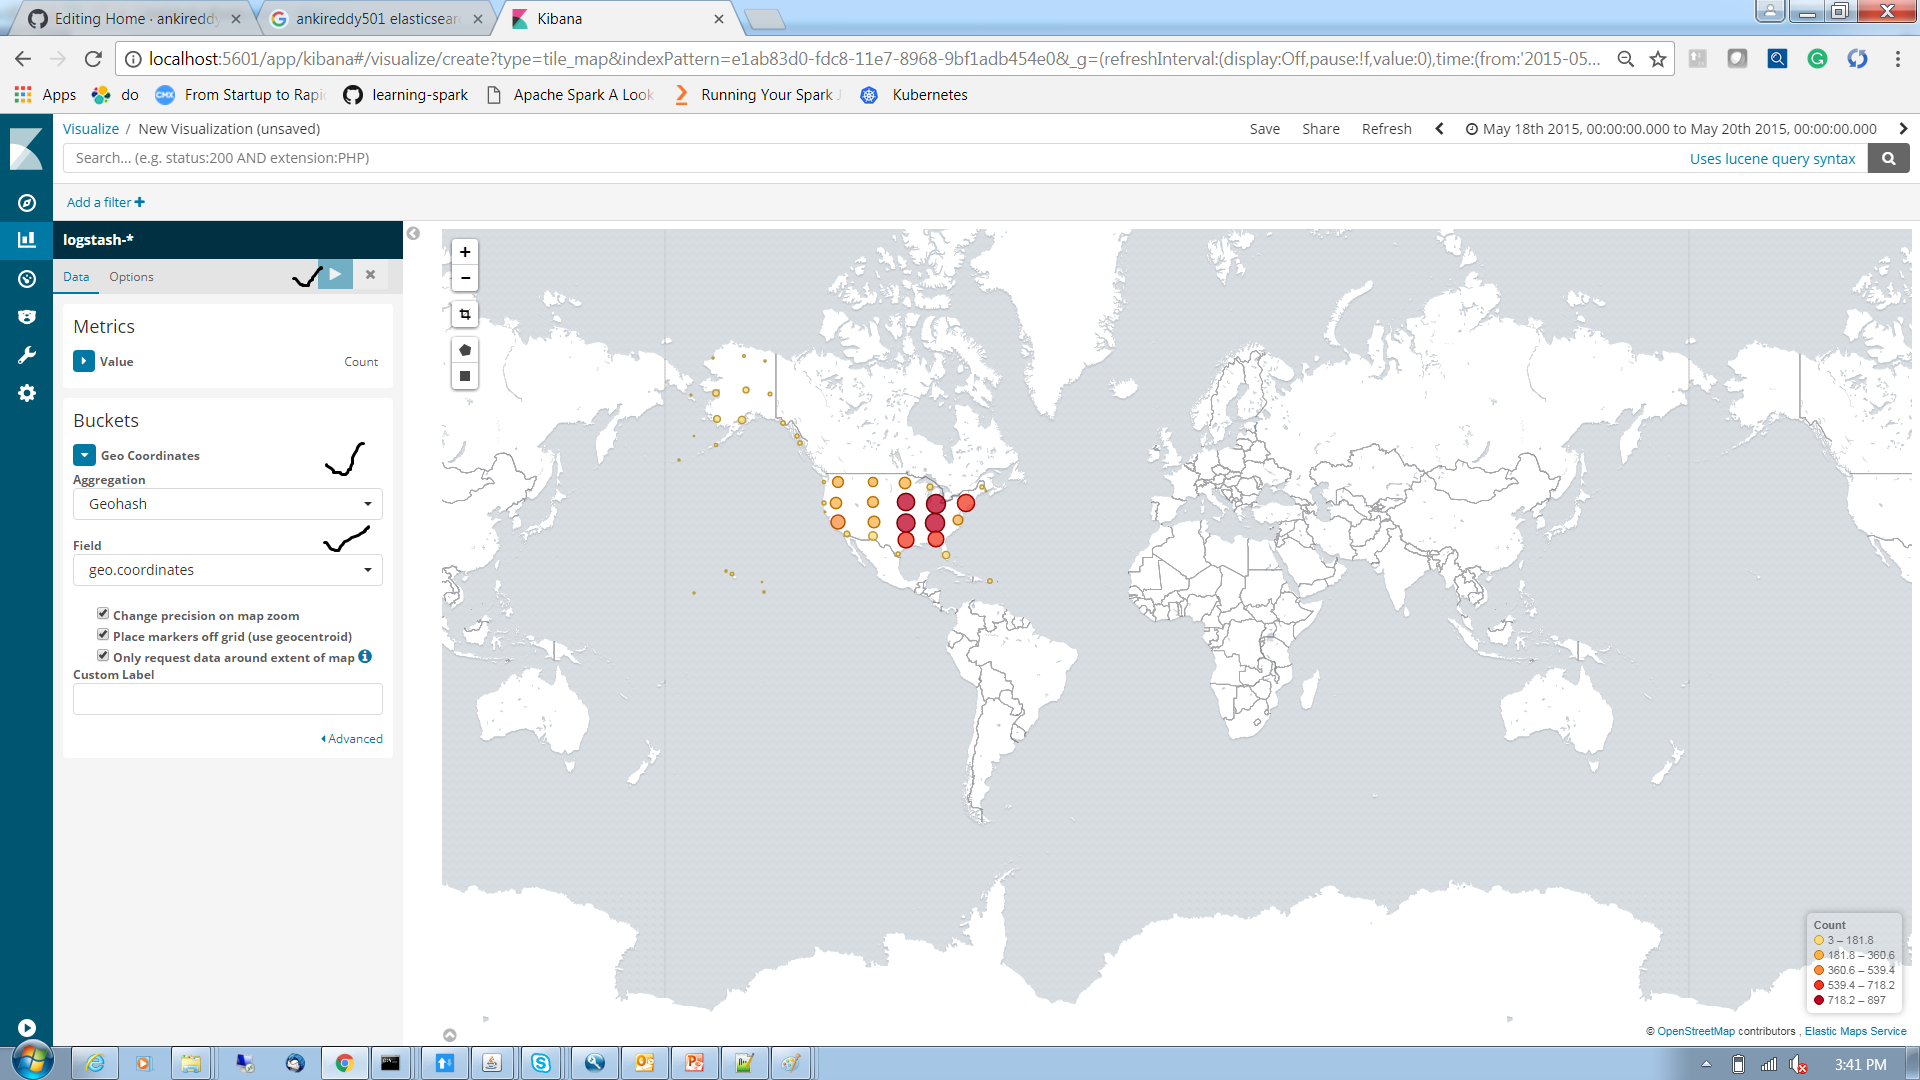 Editing Home · ankireddy
ankireddy501 elasticsear
Kibana
localhost:5601/app/kibana#/visualize/create?type=tile_map&indexPattern=e1ab83d0-fdc8-11e7-8968-9bf1adb454e0&_g=(refreshInterval:(display:Off,pause:!f,value:0),time:(from:'2015-05...
Apps
do
CMX
From Startup to Rapi
learning-spark
Apache Spark A Look
Running Your Spark J
Kubernetes
Visualize / New Visualization (unsaved)
Save
Share
Refresh
May 18th 2015, 00:00:00.000 to May 20th 2015, 00:00:00.000
Search... (e.g. status:200 AND extension:PHP)
Uses lucene query syntax
Add a filter +
logstash-*
Data
Options
Metrics
Value
Count
Buckets
Geo Coordinates
Aggregation
Geohash
Field
geo.coordinates
Change precision on map zoom
Place markers off grid (use geocentroid)
Only request data around extent of map
Custom Label
Advanced
Count
3 – 181.8
181.8 – 360.6
360.6 – 539.4
539.4 – 718.2
718.2 – 897
© OpenStreetMap contributors , Elastic Maps Service
3:41 PM